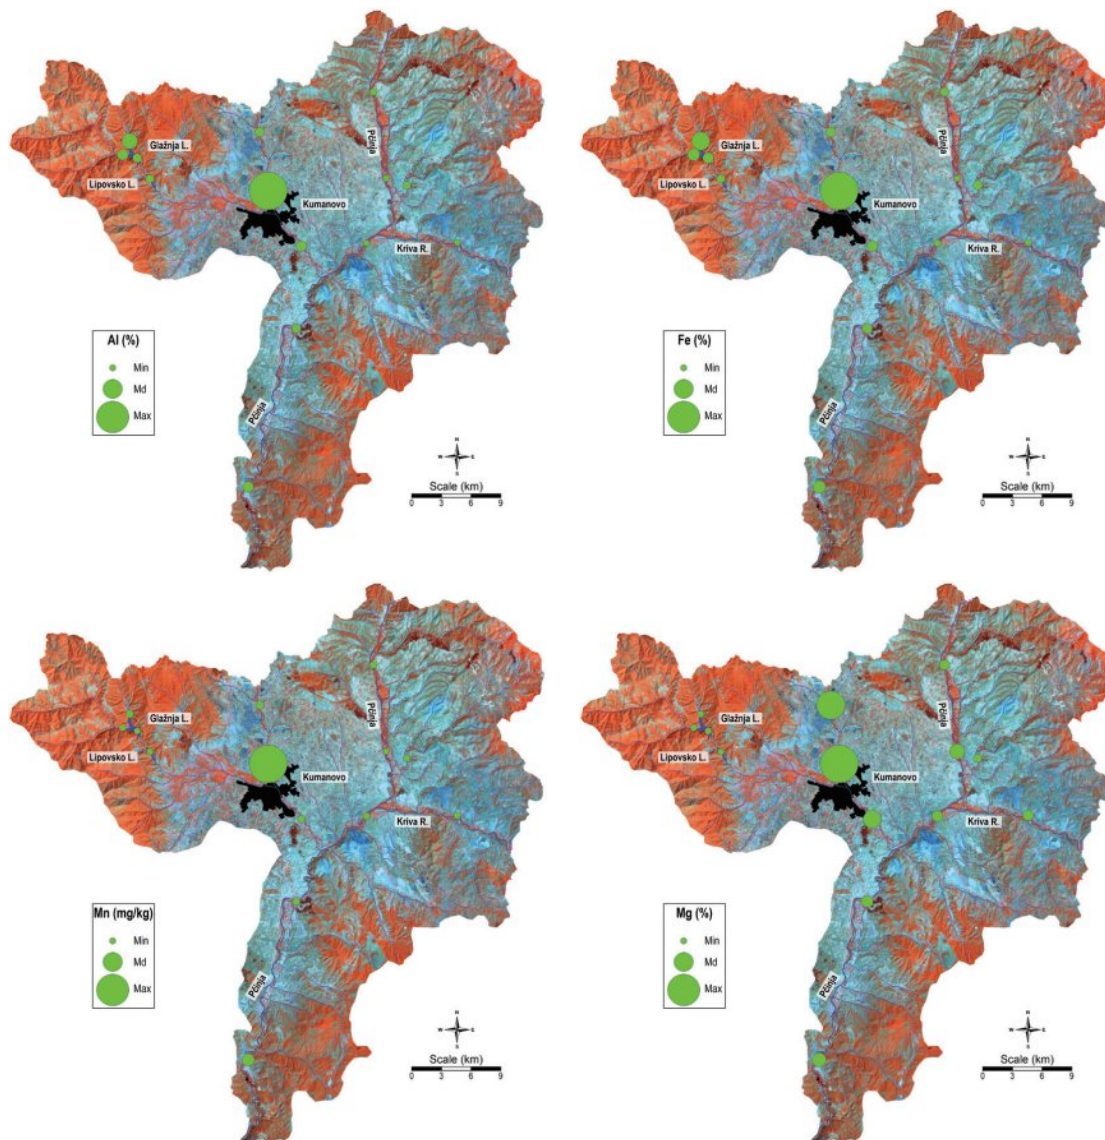 Glažnja L.
Lipovsko L.
Kumanovo
Pčinja
Kriva R.
Pčinja
Al (%)
Min
Md
Max
N
W E
S
Scale (km)
0 3 6 9
Glažnja L.
Lipovsko L.
Kumanovo
Pčinja
Kriva R.
Pčinja
Fe (%)
Min
Md
Max
N
W E
S
Scale (km)
0 3 6 9
Glažnja L.
Lipovsko L.
Kumanovo
Pčinja
Kriva R.
Pčinja
Mn (mg/kg)
Min
Md
Max
N
W E
S
Scale (km)
0 3 6 9
Glažnja L.
Lipovsko L.
Kumanovo
Pčinja
Kriva R.
Pčinja
Mg (%)
Min
Md
Max
N
W E
S
Scale (km)
0 3 6 9